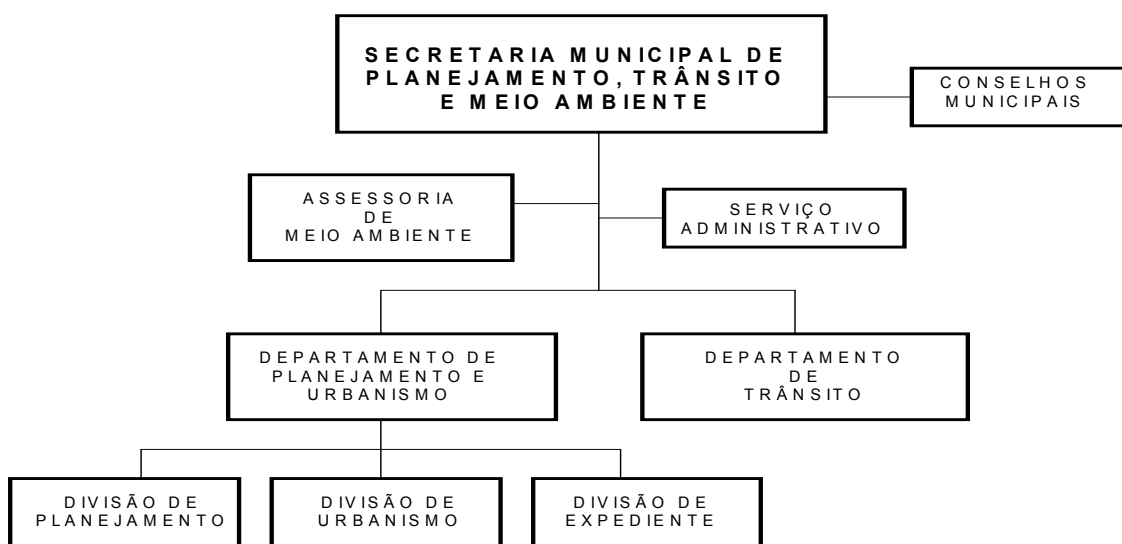 SECRETARIA MUNICIPAL DE
PLANEJAMENTO, TRÂNSITO
E MEIO AMBIENTE
CONSELHOS
MUNICIPAIS
ASSESSORIA
DE
MEIO AMBIENTE
SERVIÇO
ADMINISTRATIVO
DEPARTAMENTO DE
PLANEJAMENTO E
URBANISMO
DEPARTAMENTO
DE
TRÂNSITO
DIVISÃO DE
PLANEJAMENTO
DIVISÃO DE
URBANISMO
DIVISÃO DE
EXPEDIENTE